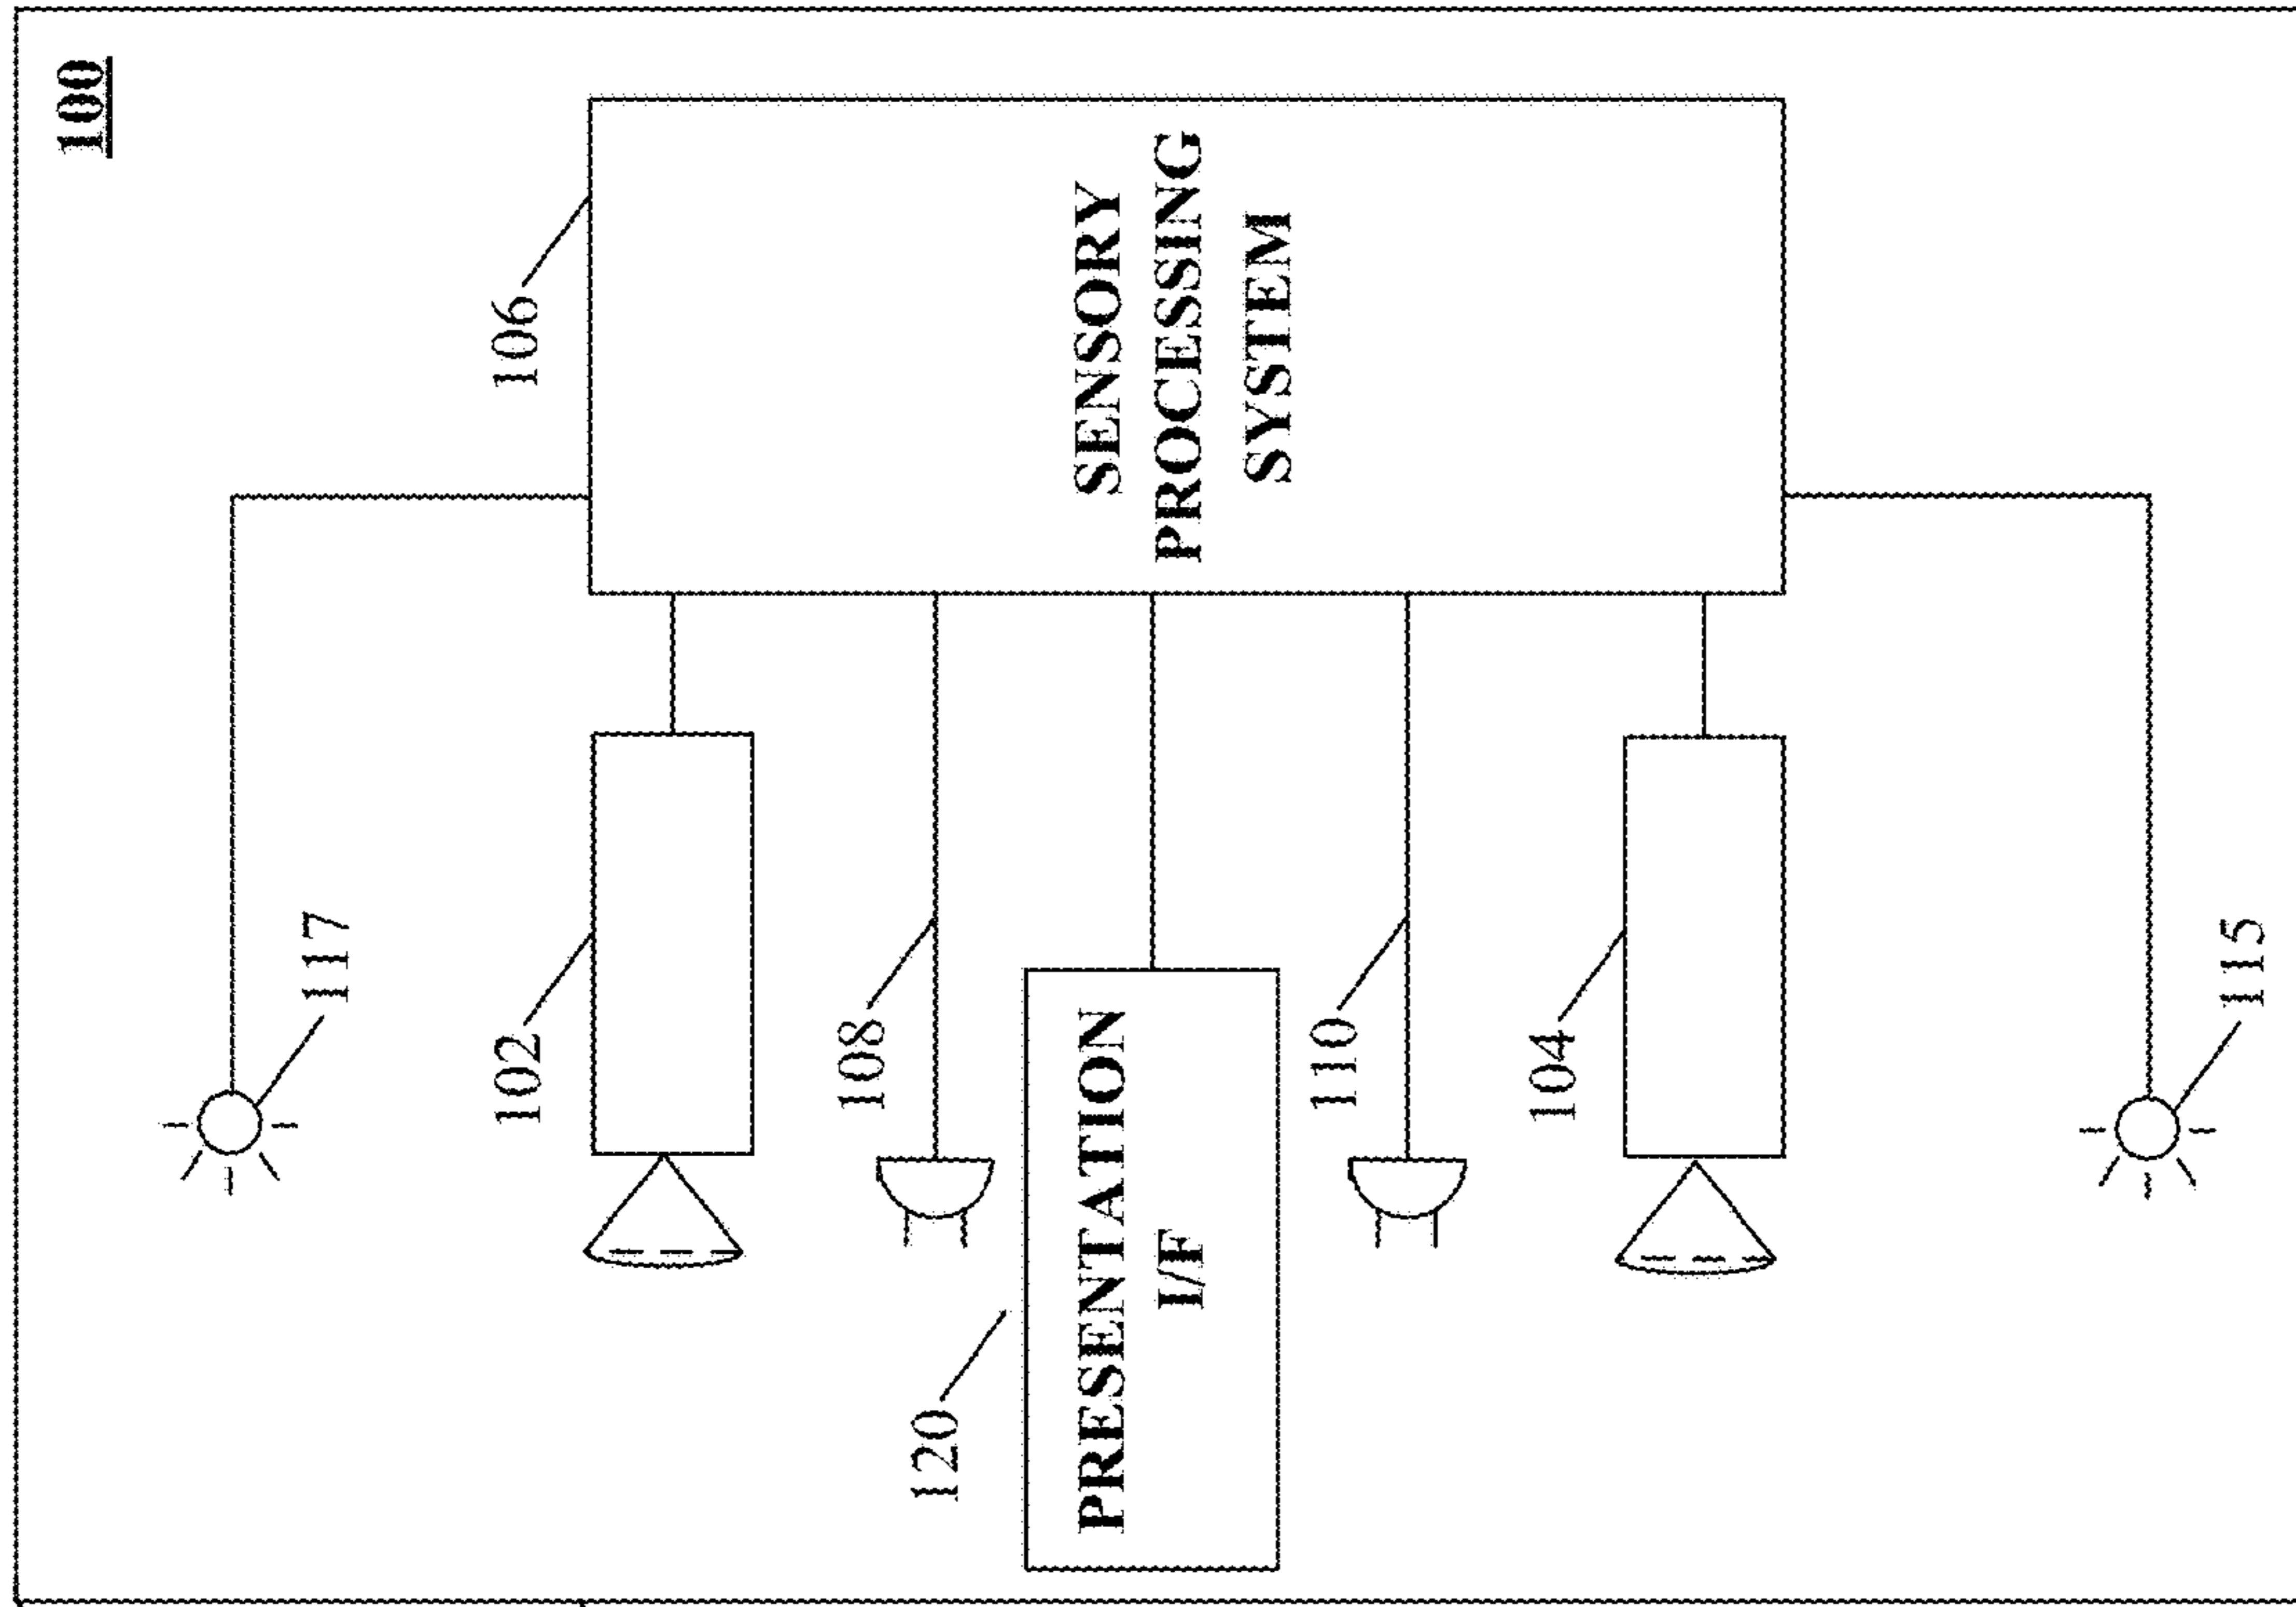 100
117
102
106
108
120
PRESENTATION
I/F
SENSORY
PROCESSING
SYSTEM
110
104
115